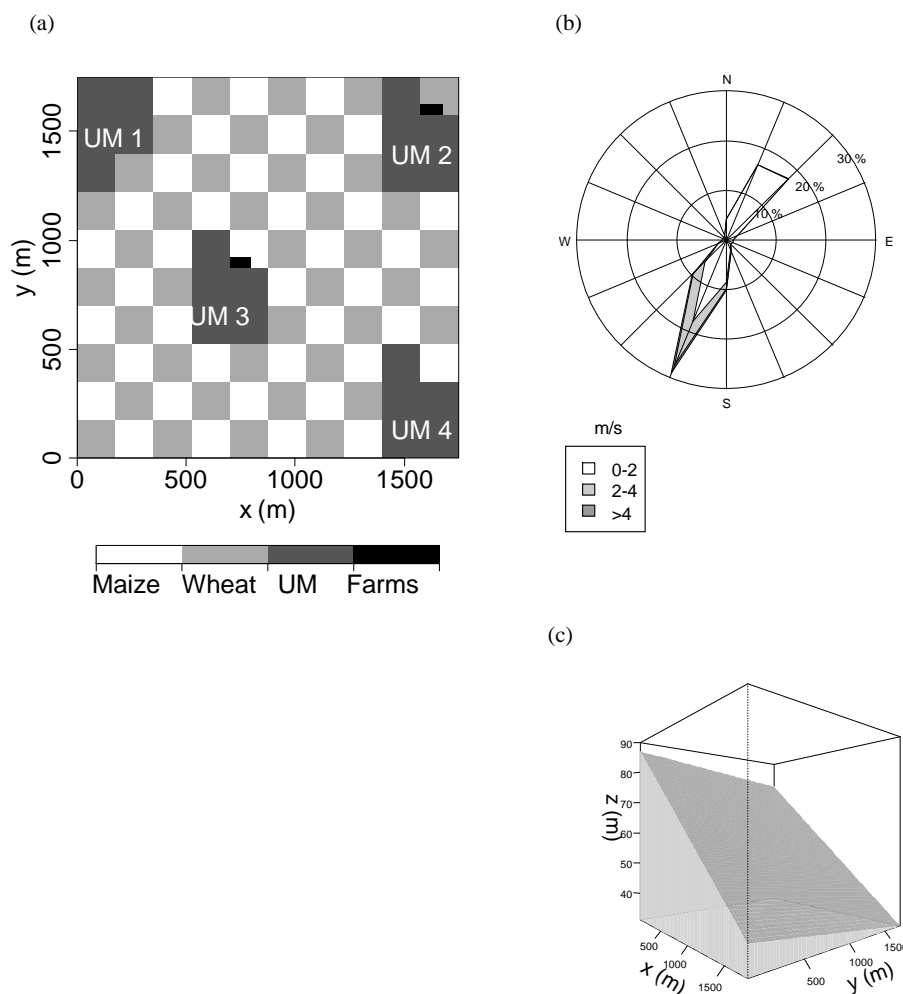 (a)
UM 1
UM 2
UM 3
UM 4
y (m)
1500
1000
500
0
0 500 1000 1500
x (m)
Maize Wheat UM Farms
(b)
N
W
E
S
10 %
20 %
30 %
m/s
0-2
2-4
>4
(c)
90
80
70
60
50
40
z (m)
500
1000
1500
x (m)
500
1000
1500
y (m)